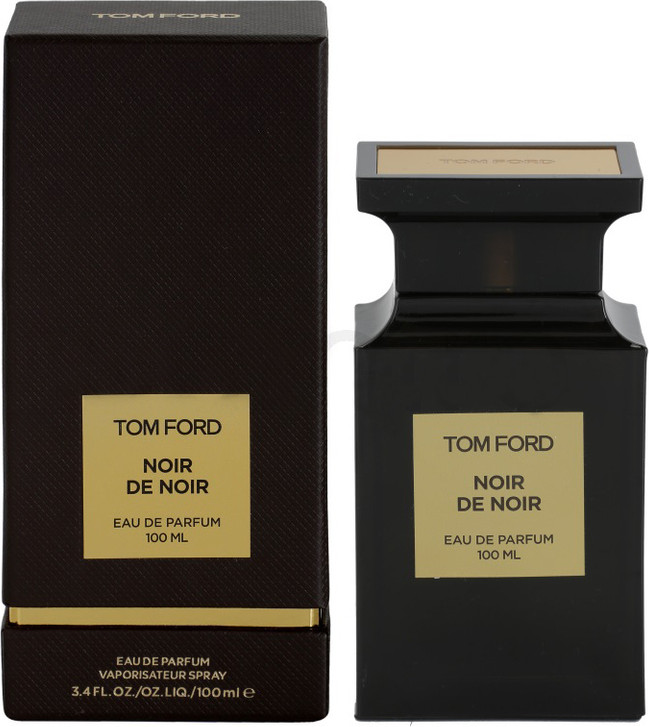 TOM FORD
TOM FORD
NOIR
DE NOIR
EAU DE PARFUM
100 ML
EAU DE PARFUM
VAPORISATEUR SPRAY
3.4 FL.OZ./OZ.LIQ./100ml ℮
TOM FORD
TOM FORD
NOIR
DE NOIR
EAU DE PARFUM
100 ML